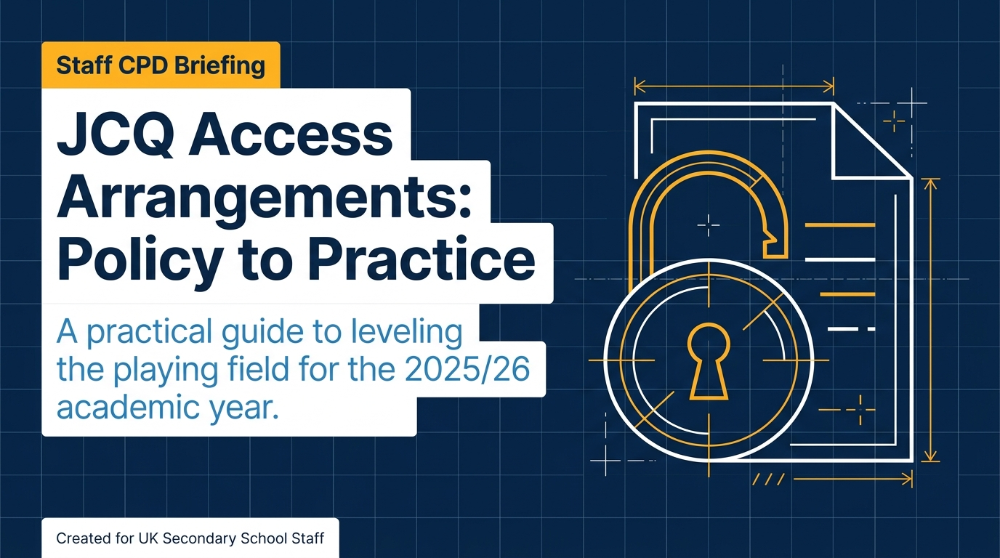 Staff CPD Briefing
JCQ Access
Arrangements:
Policy to Practice
A practical guide to leveling
the playing field for the 2025/26
academic year.
Created for UK Secondary School Staff